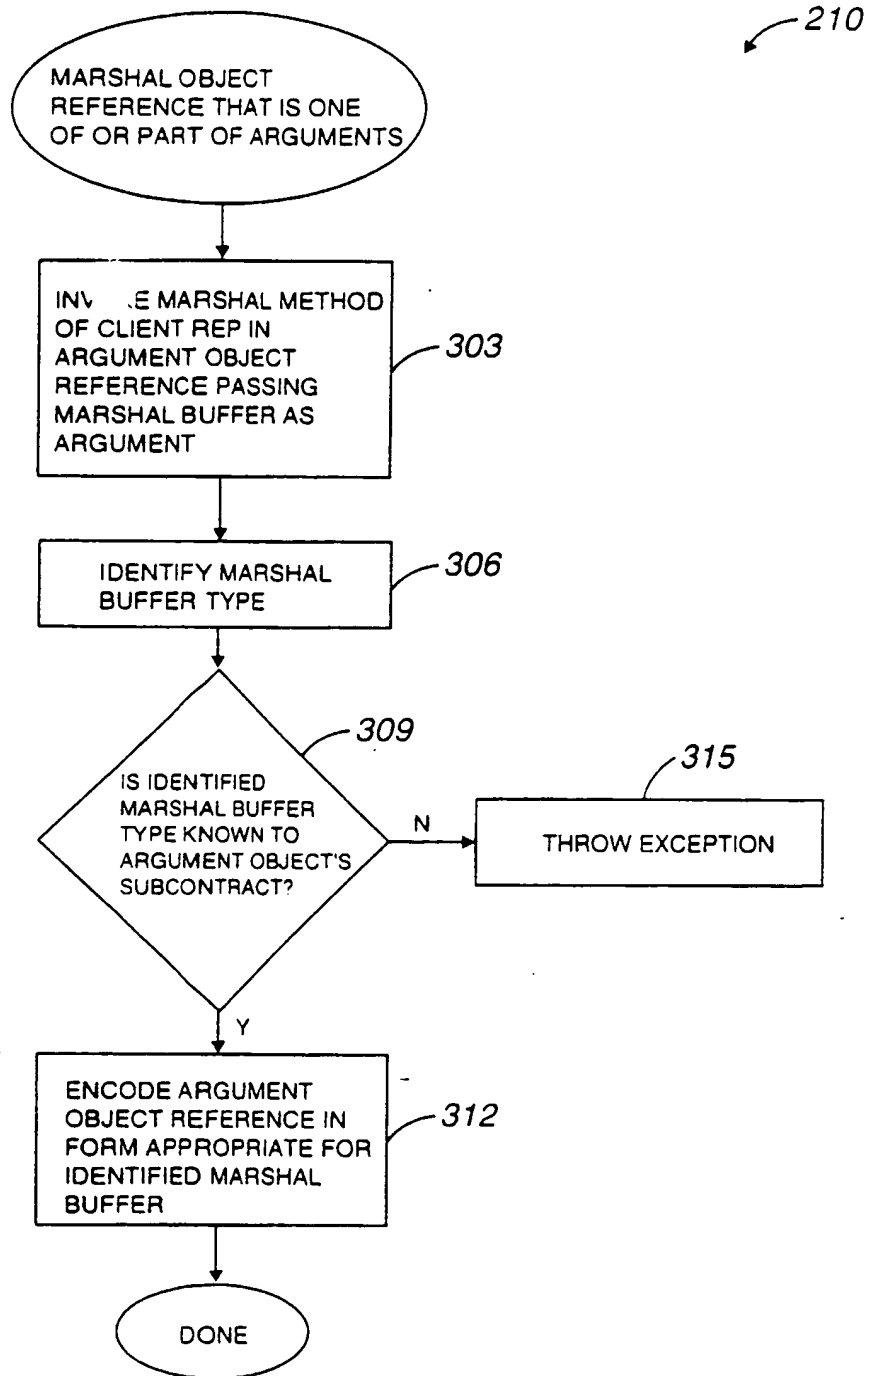 210
MARSHAL OBJECT
REFERENCE THAT IS ONE
OF OR PART OF ARGUMENTS
MARSHAL METHOD
OF CLIENT REP IN
ARGUMENT OBJECT
REFERENCE PASSING
MARSHAL BUFFER AS
ARGUMENT
303
IDENTIFY MARSHAL
BUFFER TYPE
306
309
IS IDENTIFIED
MARSHAL BUFFER
TYPE KNOWN TO
ARGUMENT OBJECT'S
SUBCONTRACT?
N
315
THROW EXCEPTION
Y
ENCODE ARGUMENT
OBJECT REFERENCE IN
FORM APPROPRIATE FOR
IDENTIFIED MARSHAL
BUFFER
312
DONE